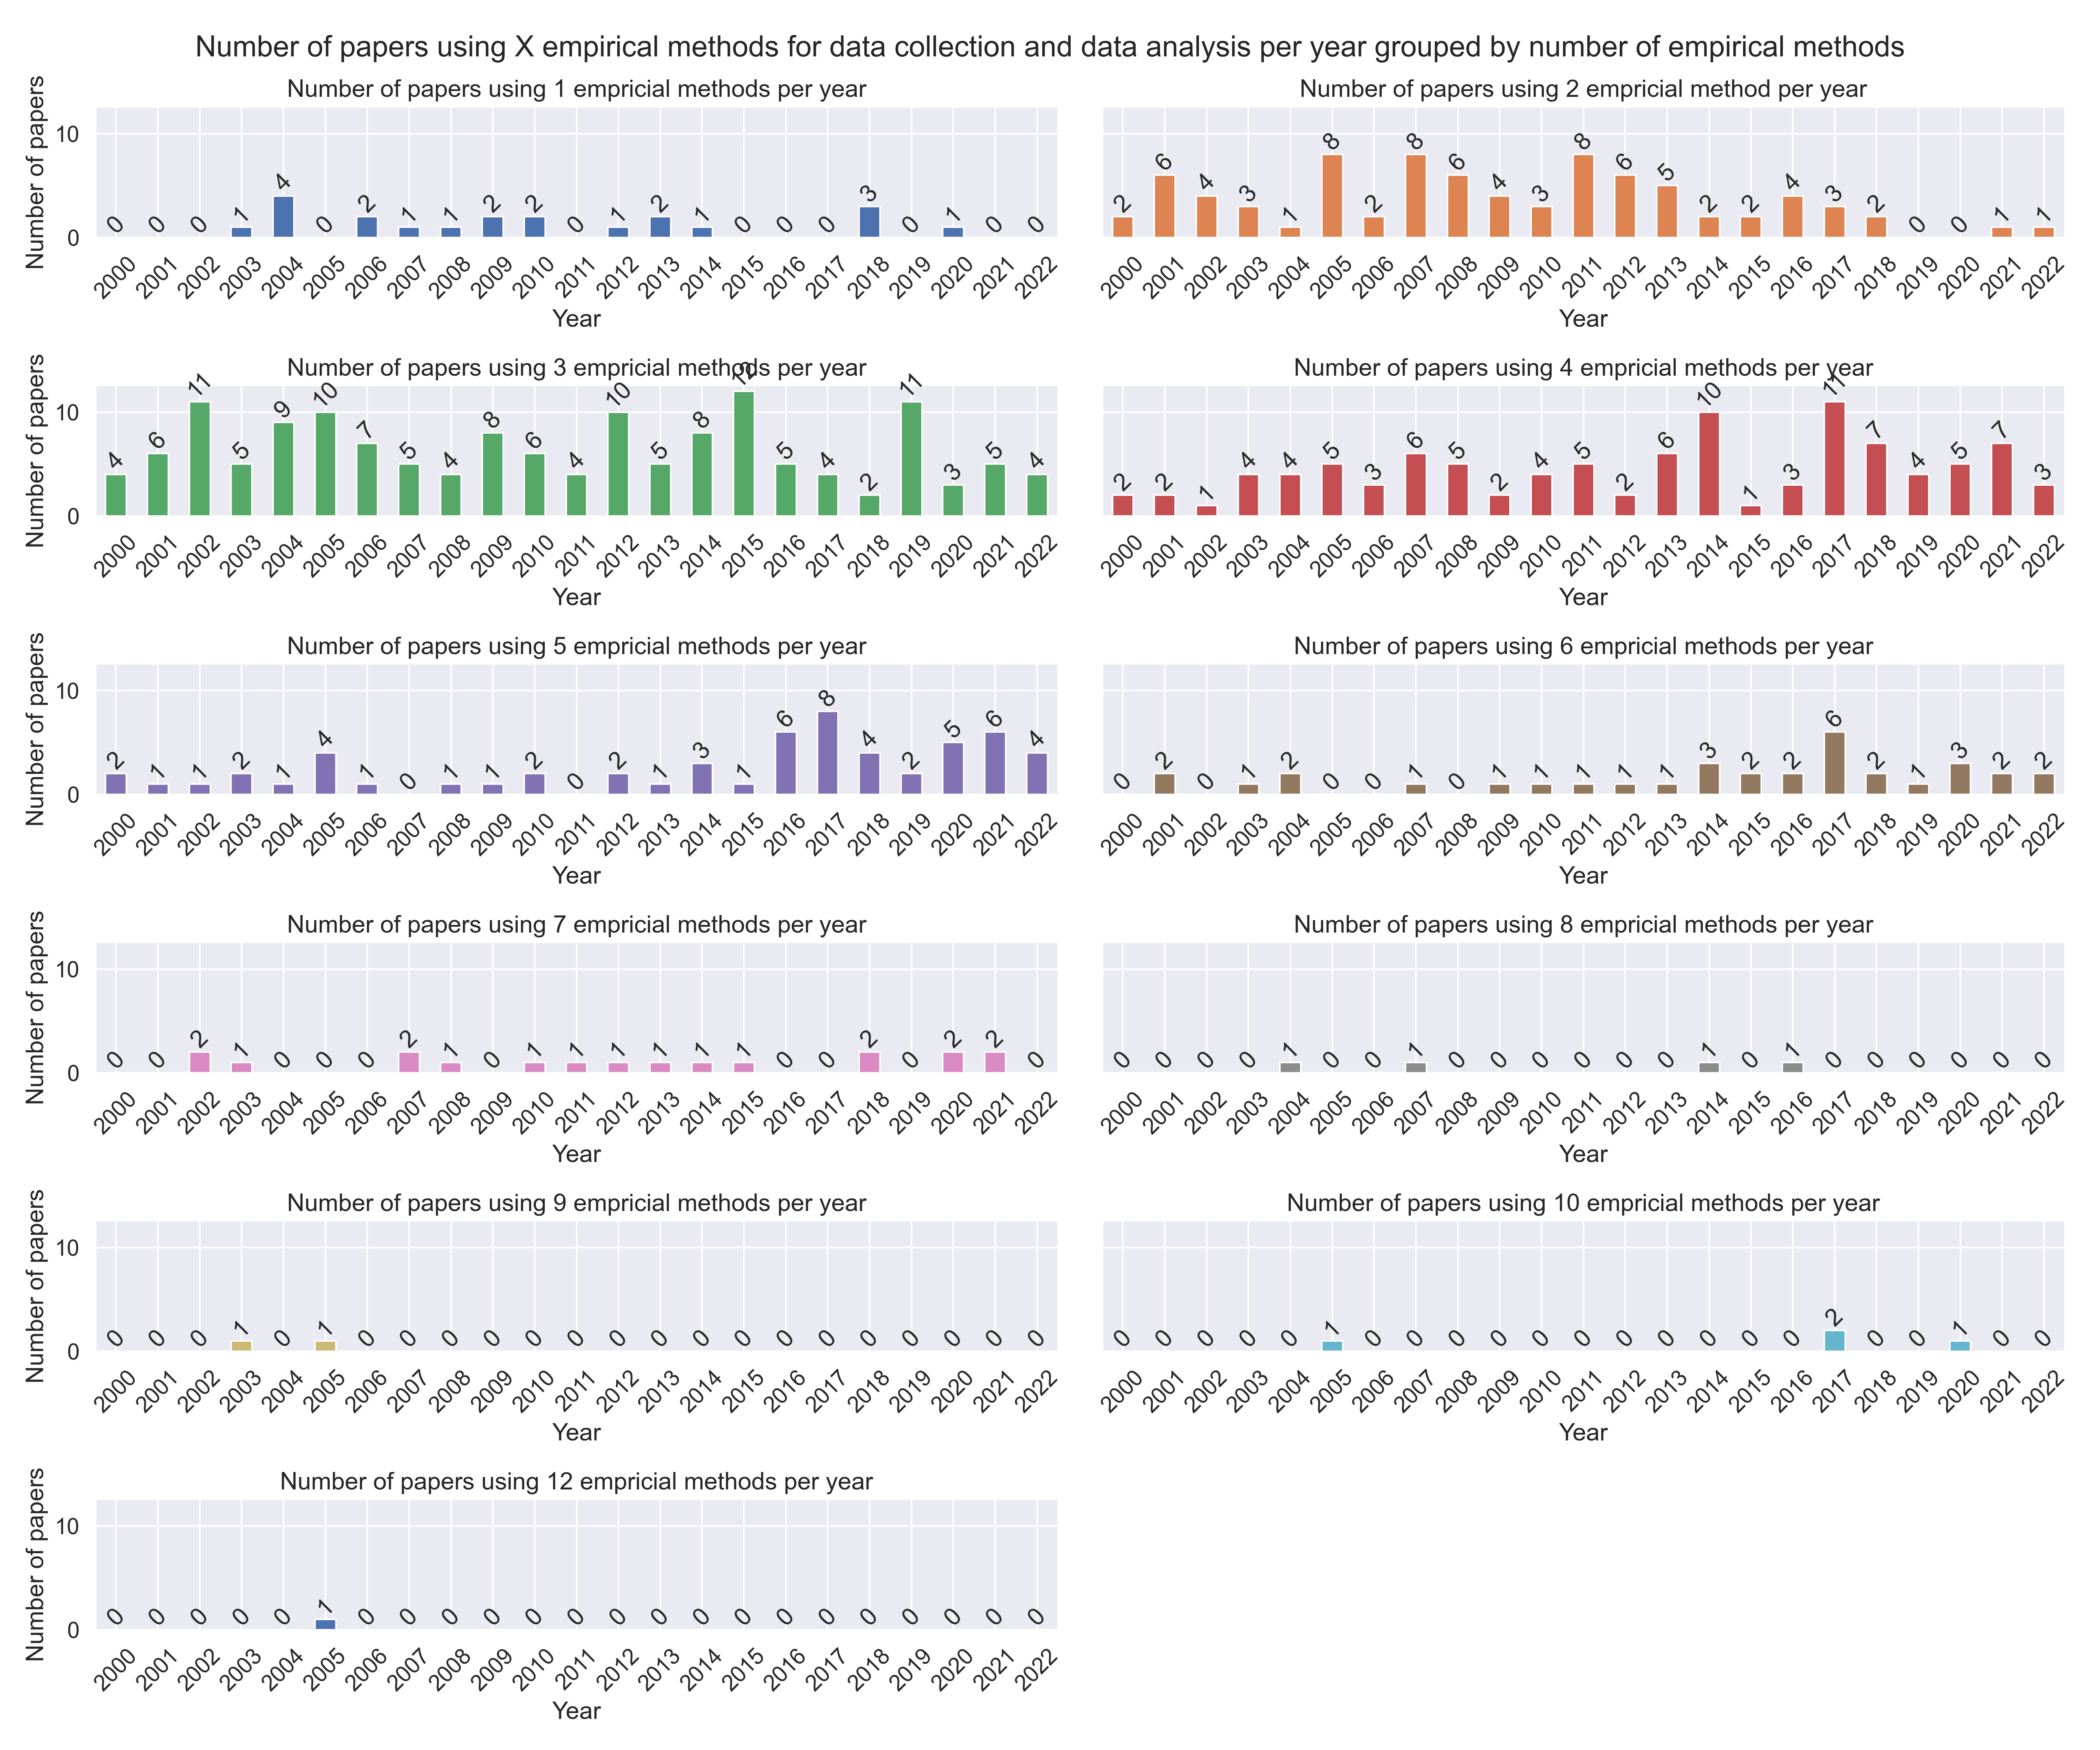 Number of papers using X empirical methods for data collection and data analysis per year grouped by number of empirical methods
Number of papers using 1 empricial methods per year
Number of papers
10
0
0 0 0 1 4 0 2 1 1 2 2 0 1 2 1 0 0 0 3 0 1 0 0
2000 2001 2002 2003 2004 2005 2006 2007 2008 2009 2010 2011 2012 2013 2014 2015 2016 2017 2018 2019 2020 2021 2022
Year
Number of papers using 2 empricial method per year
2 6 4 3 1 8 2 8 6 4 3 8 6 5 2 2 4 3 2 0 0 1 1
2000 2001 2002 2003 2004 2005 2006 2007 2008 2009 2010 2011 2012 2013 2014 2015 2016 2017 2018 2019 2020 2021 2022
Year
Number of papers using 3 empricial methods per year
Number of papers
10
0
4 6 11 5 9 10 7 5 4 8 6 4 10 5 8 12 5 4 2 11 3 5 4
2000 2001 2002 2003 2004 2005 2006 2007 2008 2009 2010 2011 2012 2013 2014 2015 2016 2017 2018 2019 2020 2021 2022
Year
Number of papers using 4 empricial methods per year
2 2 1 4 4 5 3 6 5 2 4 5 2 6 10 1 3 11 7 4 5 7 3
2000 2001 2002 2003 2004 2005 2006 2007 2008 2009 2010 2011 2012 2013 2014 2015 2016 2017 2018 2019 2020 2021 2022
Year
Number of papers using 5 empricial methods per year
Number of papers
10
0
2 1 1 2 1 4 1 0 1 1 2 0 2 1 3 1 6 8 4 2 5 6 4
2000 2001 2002 2003 2004 2005 2006 2007 2008 2009 2010 2011 2012 2013 2014 2015 2016 2017 2018 2019 2020 2021 2022
Year
Number of papers using 6 empricial methods per year
0 2 0 1 2 0 0 1 0 1 1 1 1 1 3 2 2 6 2 1 3 2 2
2000 2001 2002 2003 2004 2005 2006 2007 2008 2009 2010 2011 2012 2013 2014 2015 2016 2017 2018 2019 2020 2021 2022
Year
Number of papers using 7 empricial methods per year
Number of papers
10
0
0 0 2 1 0 0 0 2 1 0 1 1 1 1 1 1 0 0 2 0 2 2 0
2000 2001 2002 2003 2004 2005 2006 2007 2008 2009 2010 2011 2012 2013 2014 2015 2016 2017 2018 2019 2020 2021 2022
Year
Number of papers using 8 empricial methods per year
0 0 0 0 1 0 0 1 0 0 0 0 0 0 1 0 1 0 0 0 0 0 0
2000 2001 2002 2003 2004 2005 2006 2007 2008 2009 2010 2011 2012 2013 2014 2015 2016 2017 2018 2019 2020 2021 2022
Year
Number of papers using 9 empricial methods per year
Number of papers
10
0
0 0 0 1 0 1 0 0 0 0 0 0 0 0 0 0 0 0 0 0 0 0 0
2000 2001 2002 2003 2004 2005 2006 2007 2008 2009 2010 2011 2012 2013 2014 2015 2016 2017 2018 2019 2020 2021 2022
Year
Number of papers using 10 empricial methods per year
0 0 0 0 0 1 0 0 0 0 0 0 0 0 0 0 0 2 0 0 1 0 0
2000 2001 2002 2003 2004 2005 2006 2007 2008 2009 2010 2011 2012 2013 2014 2015 2016 2017 2018 2019 2020 2021 2022
Year
Number of papers using 12 empricial methods per year
Number of papers
10
0
0 0 0 0 0 1 0 0 0 0 0 0 0 0 0 0 0 0 0 0 0 0 0
2000 2001 2002 2003 2004 2005 2006 2007 2008 2009 2010 2011 2012 2013 2014 2015 2016 2017 2018 2019 2020 2021 2022
Year